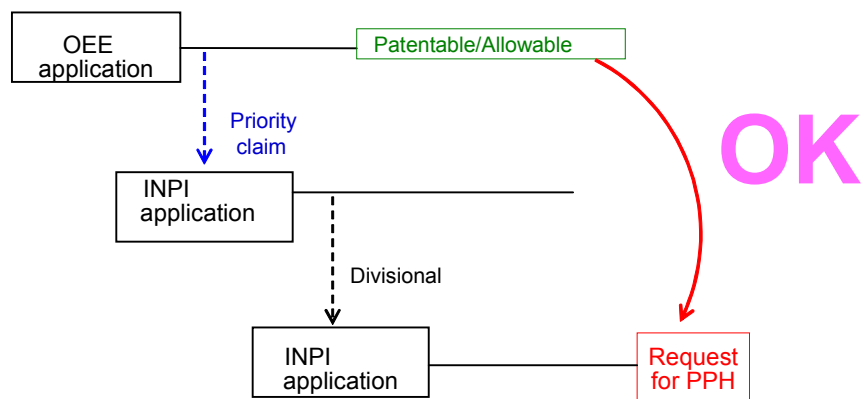 OEE
application
Patentable/Allowable
OK
Priority
claim
INPI
application
Divisional
INPI
application
Request
for PPH